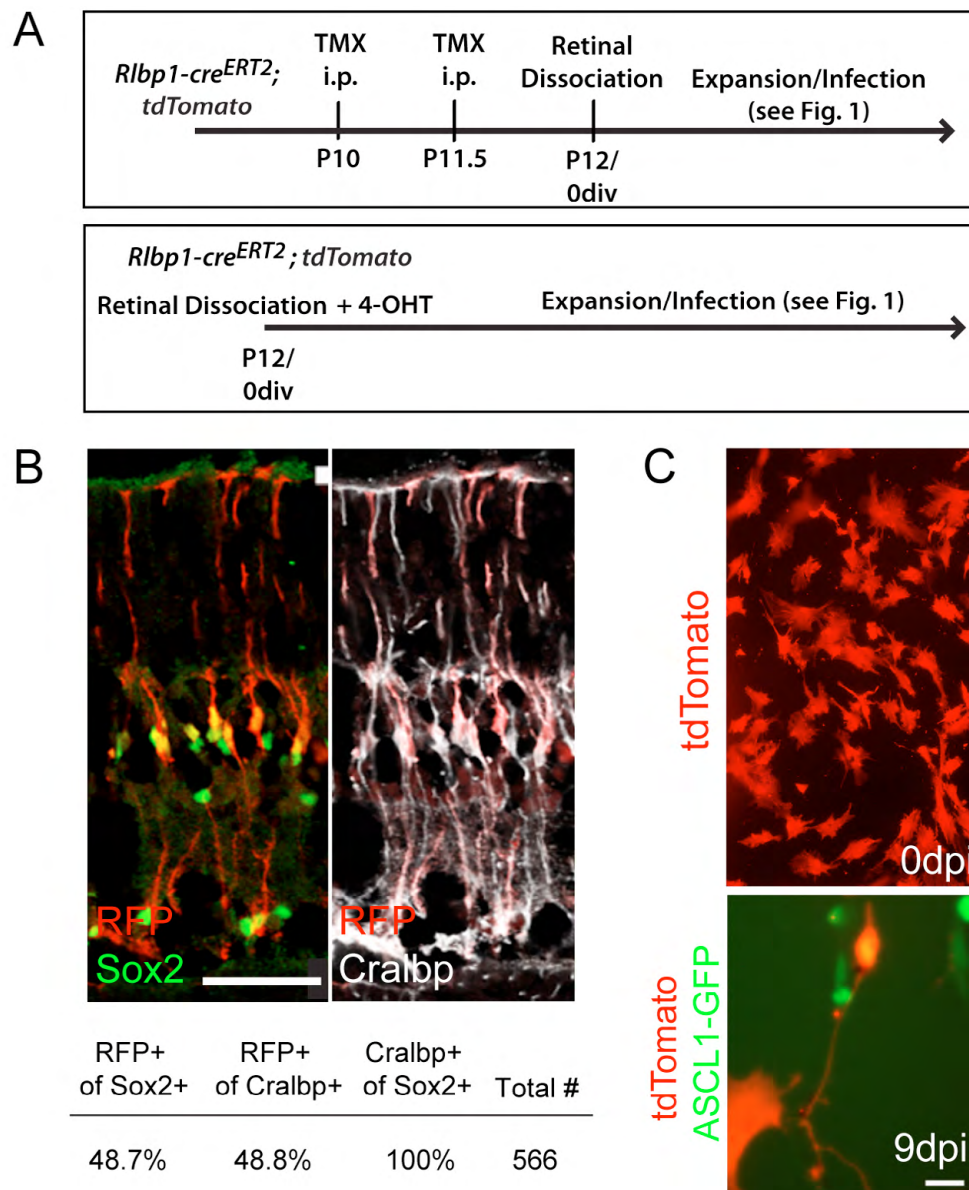 A
TMX
i.p.
TMX
i.p.
Retinal
Dissociation
Rlbp1-creERT2;
tdTomato
Expansion/Infection
(see Fig. 1)
P10
P11.5
P12/
0div
Rlbp1-creERT2; tdTomato
Retinal Dissociation + 4-OHT
Expansion/Infection (see Fig. 1)
P12/
0div
B
RFP
Sox2
RFP
Cralbp
RFP+ of Sox2+
RFP+ of Cralbp+
Cralbp+ of Sox2+
Total #
48.7% 48.8% 100% 566
C
tdTomato
0dpi
tdTomato
ASCL1-GFP
9dpi